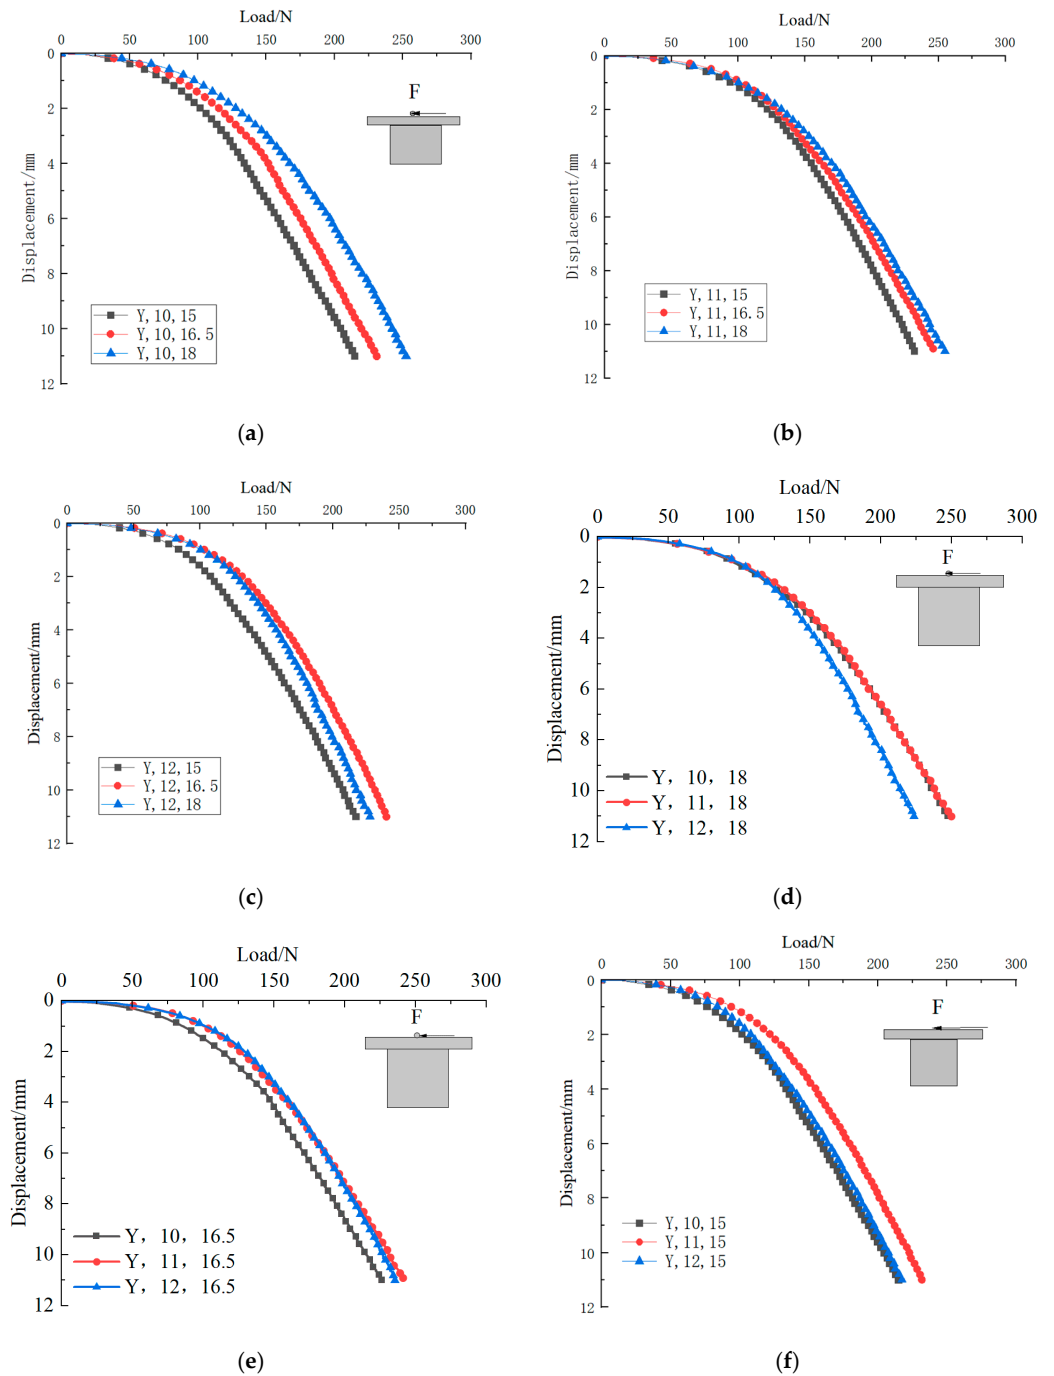 Load/N
0 50 100 150 200 250 300
0
2
4
6
8
10
12
Displacement/mm
F
Y,10,15
Y,10,16.5
Y,10,18
(a)
Load/N
0 50 100 150 200 250 300
0
2
4
6
8
10
12
Displacement/mm
Y,11,15
Y,11,16.5
Y,11,18
(b)
Load/N
0 50 100 150 200 250 300
0
2
4
6
8
10
12
Displacement/mm
Y,12,15
Y,12,16.5
Y,12,18
(c)
Load/N
0 50 100 150 200 250 300
0
2
4
6
8
10
12
Displacement/mm
F
Y, 10, 18
Y, 11, 18
Y, 12, 18
(d)
Load/N
0 50 100 150 200 250 300
0
2
4
6
8
10
12
Displacement/mm
F
Y, 10, 16.5
Y, 11, 16.5
Y, 12, 16.5
(e)
Load/N
0 50 100 150 200 250 300
0
2
4
6
8
10
12
Displacement/mm
F
Y,10,15
Y,11,15
Y,12,15
(f)